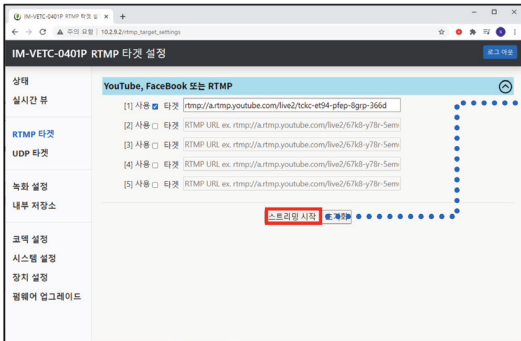 IM-VETC-0401P RTMP 타겟 설
주의 요함 | 10.2.9.2/rtmp_target_settings
IM-VETC-0401P RTMP 타겟 설정
로그 아웃
상태
실시간 뷰
RTMP 타겟
UDP 타겟
녹화 설정
내부 저장소
코덱 설정
시스템 설정
장치 설정
펌웨어 업그레이드
YouTube, FaceBook 또는 RTMP
[1] 사용 타겟 rtmp://a.rtmp.youtube.com/live2/tckc-et94-pfep-8grp-366d
[2] 사용 타겟 RTMP URL ex. rtmp://a.rtmp.youtube.com/live2/67k8-y78r-5em
[3] 사용 타겟 RTMP URL ex. rtmp://a.rtmp.youtube.com/live2/67k8-y78r-5em
[4] 사용 타겟 RTMP URL ex. rtmp://a.rtmp.youtube.com/live2/67k8-y78r-5em
[5] 사용 타겟 RTMP URL ex. rtmp://a.rtmp.youtube.com/live2/67k8-y78r-5em
스트리밍 시작